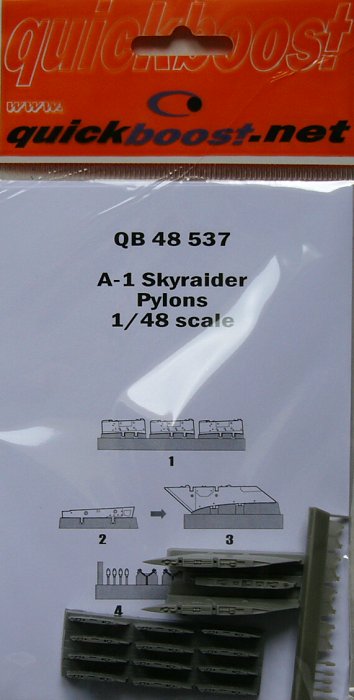 quickboost
www.
quickboost.net
QB 48 537
A-1 Skyraider
Pylons
1/48 scale
1
2
3
4